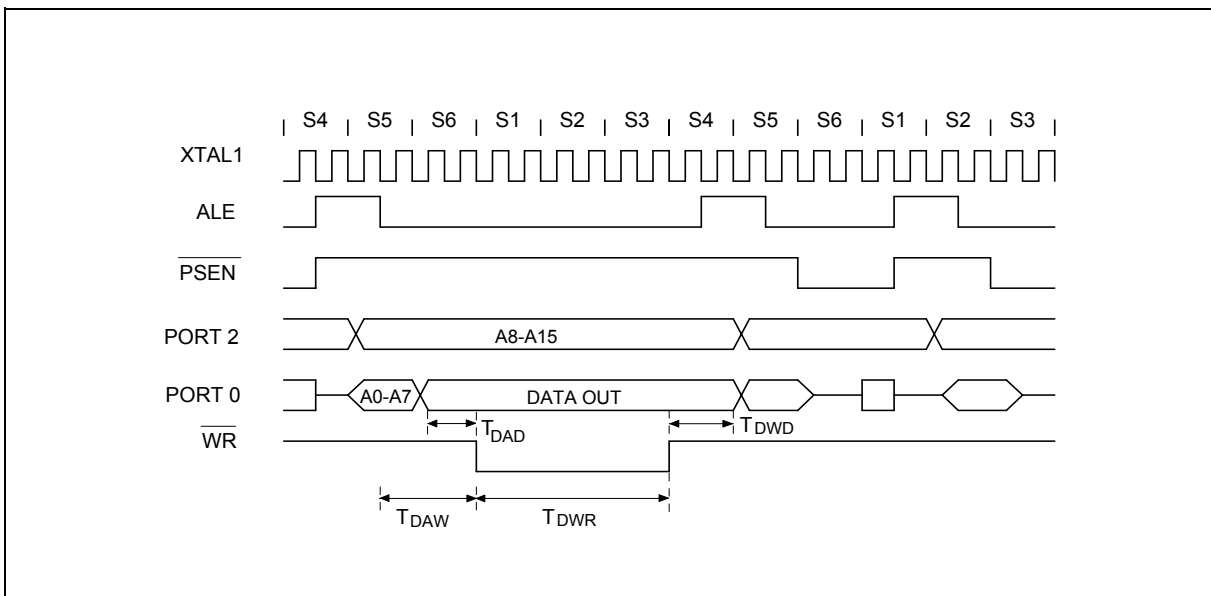 S4 S5 S6 S1 S2 S3 S4 S5 S6 S1 S2 S3
XTAL1
ALE
PSEN
PORT 2 A8-A15
PORT 0 A0-A7 DATA OUT
TDAD TDWD
WR
TDAW TDWR